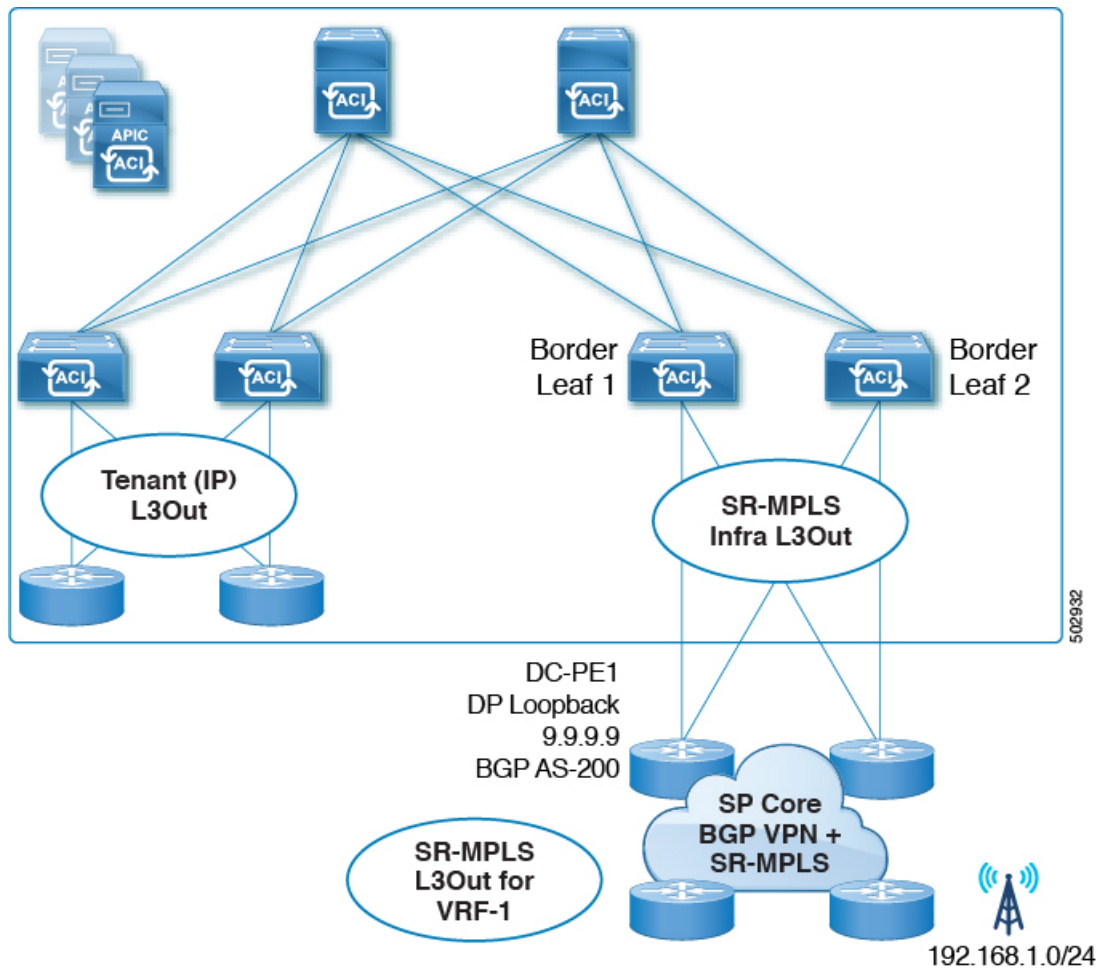 ACI
ACI
A
A
APIC
ACI
Border
Leaf 1
Border
Leaf 2
ACI
ACI
ACI
ACI
Tenant (IP)
L3Out
SR-MPLS
Infra L3Out
502932
DC-PE1
DP Loopback
9.9.9.9
BGP AS-200
SP Core
BGP VPN +
SR-MPLS
SR-MPLS
L3Out for
VRF-1
192.168.1.0/24